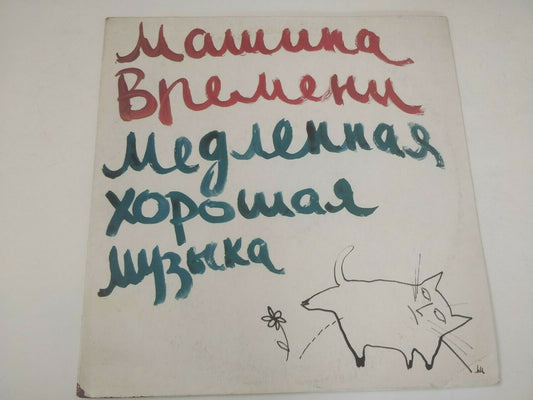 Машина
Времени
Медленная
хорошая
музыка